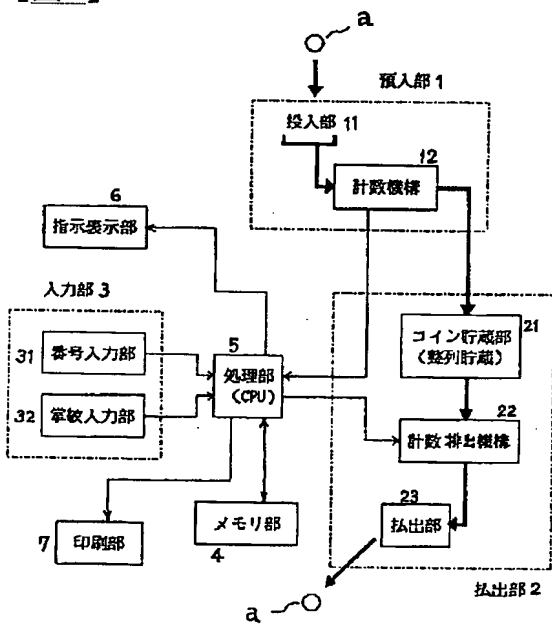 a
預入部 1
投入部 11
12
計数機構
6
指示表示部
入力部 3
31 番号入力部
32 掌紋入力部
5
処理部
(CPU)
21
コイン貯蔵部
(整列貯蔵)
22
計数排出機構
23
払出部
7 印刷部
メモリ部
4
払出部 2
a